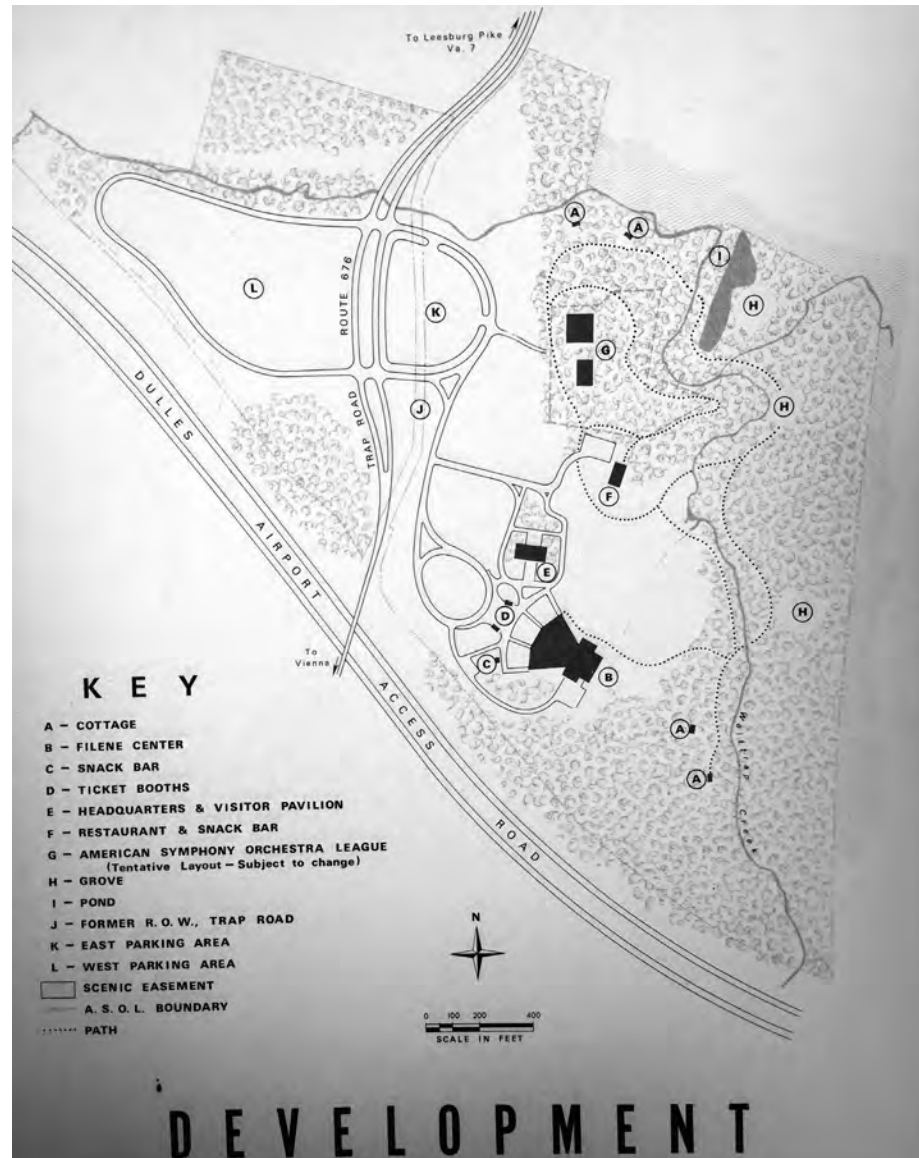 To Leesburg Pike
Va. 7
A
A
I
H
L
ROUTE 676
K
G
H
J
TRAP ROAD
DULLES AIRPORT ACCESS ROAD
F
E
D
H
To
Vienna
C
B
A
A
Wolftrap Creek
KEY
A - COTTAGE
B - FILENE CENTER
C - SNACK BAR
D - TICKET BOOTHS
E - HEADQUARTERS & VISITOR PAVILION
F - RESTAURANT & SNACK BAR
G - AMERICAN SYMPHONY ORCHESTRA LEAGUE
(Tentative Layout - Subject to change)
H - GROVE
I - POND
J - FORMER R.O.W., TRAP ROAD
K - EAST PARKING AREA
L - WEST PARKING AREA
SCENIC EASEMENT
A.S.O.L. BOUNDARY
PATH
N
0 100 200 400
SCALE IN FEET
DEVELOPMENT